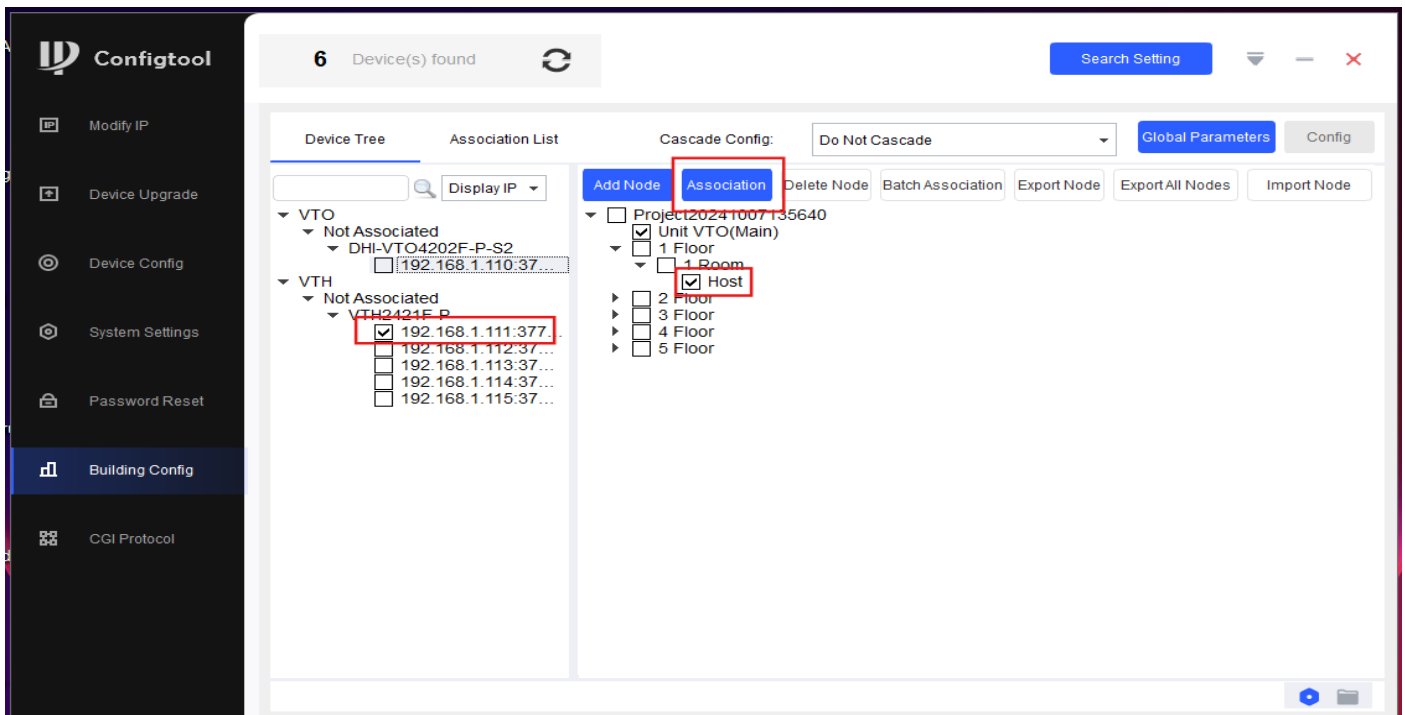 Configtool
6 Device(s) found
Search Setting
Modify IP
Device Upgrade
Device Config
System Settings
Password Reset
Building Config
CGI Protocol
Device Tree Association List Cascade Config: Do Not Cascade Global Parameters Config
Display IP
Add Node Association Delete Node Batch Association Export Node Export All Nodes Import Node
VTO
Not Associated
DHI-VTO4202F-P-S2
192.168.1.110:37...
VTH
Not Associated
VTH2421F-P
192.168.1.111:377...
192.168.1.112:37...
192.168.1.113:37...
192.168.1.114:37...
192.168.1.115:37...
Project20241007135640
Unit VTO(Main)
1 Floor
1 Room
Host
2 Floor
3 Floor
4 Floor
5 Floor